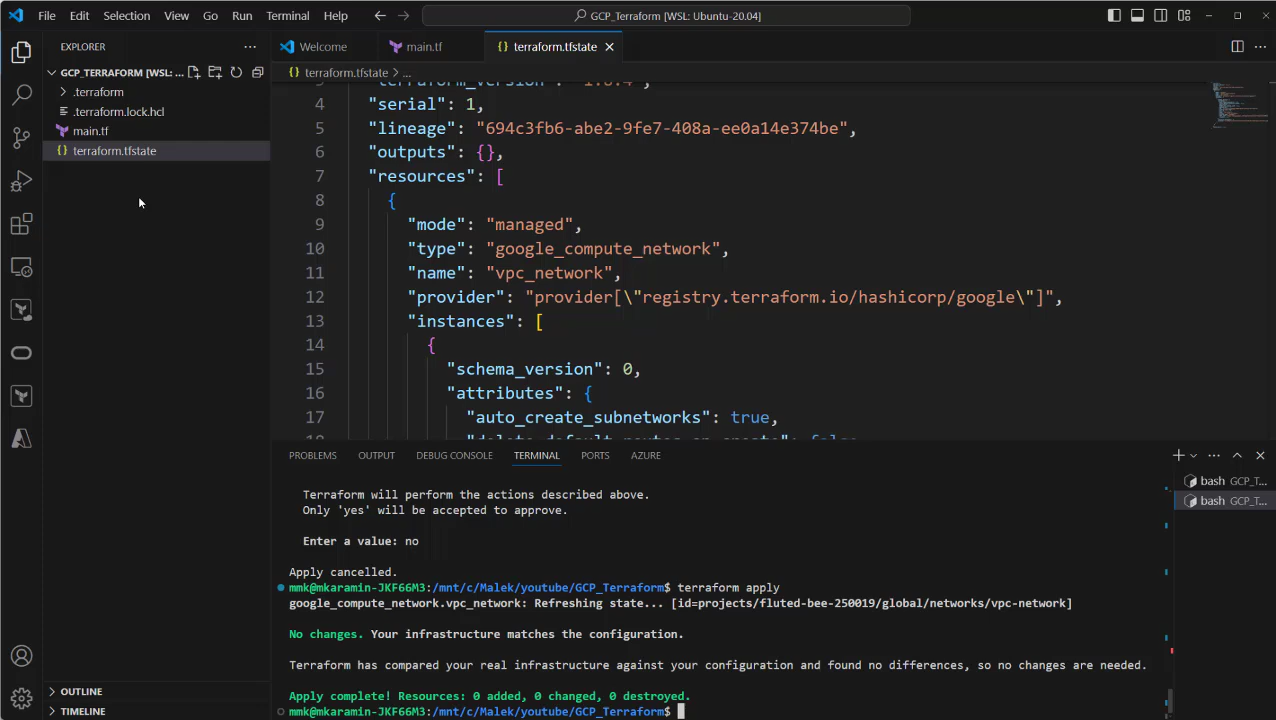 File Edit Selection View Go Run Terminal Help
GCP_Terraform [WSL: Ubuntu-20.04]
EXPLORER
Welcome
main.tf
terraform.tfstate
GCP_TERRAFORM [WSL: ...
terraform.tfstate > ...
.terraform
.terraform.lock.hcl
main.tf
terraform.tfstate
4 "serial": 1,
5 "lineage": "694c3fb6-abe2-9fe7-408a-ee0a14e374be",
6 "outputs": {},
7 "resources": [
8 {
9 "mode": "managed",
10 "type": "google_compute_network",
11 "name": "vpc_network",
12 "provider": "provider[\"registry.terraform.io/hashicorp/google\"]",
13 "instances": [
14 {
15 "schema_version": 0,
16 "attributes": {
17 "auto_create_subnetworks": true,
PROBLEMS OUTPUT DEBUG CONSOLE TERMINAL PORTS AZURE
bash GCP_T...
bash GCP_T...
Terraform will perform the actions described above.
Only 'yes' will be accepted to approve.
Enter a value: no
Apply cancelled.
mmk@mkaramin-JKF66M3:/mnt/c/Malek/youtube/GCP_Terraform$ terraform apply
google_compute_network.vpc_network: Refreshing state... [id=projects/fluted-bee-250019/global/networks/vpc-network]
No changes. Your infrastructure matches the configuration.
Terraform has compared your real infrastructure against your configuration and found no differences, so no changes are needed.
Apply complete! Resources: 0 added, 0 changed, 0 destroyed.
mmk@mkaramin-JKF66M3:/mnt/c/Malek/youtube/GCP_Terraform$
OUTLINE
TIMELINE